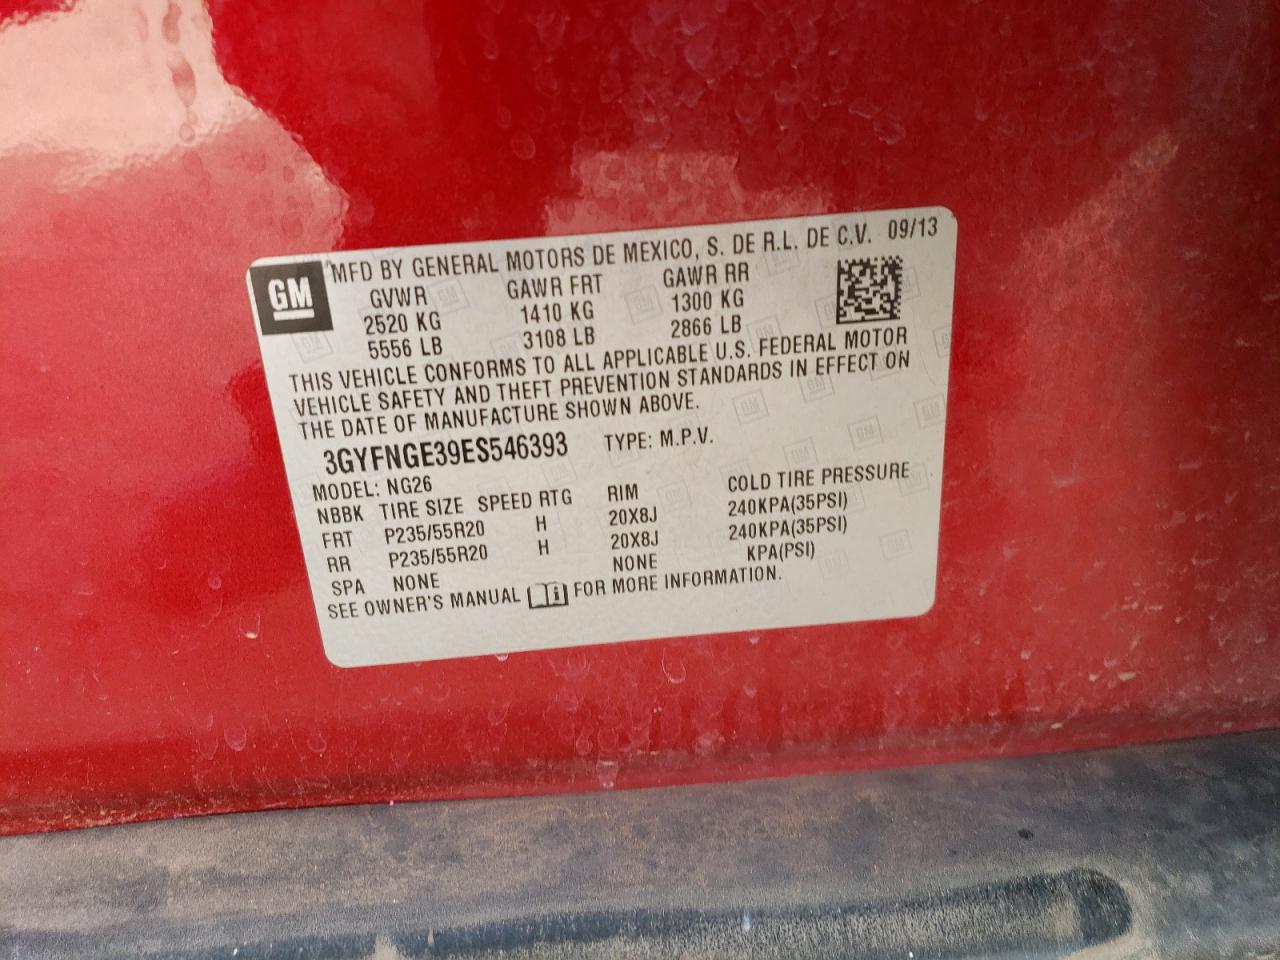 GM
MFD BY GENERAL MOTORS DE MEXICO, S. DE R.L. DE C.V. 09/13
GVWR GAWR FRT GAWR RR
2520 KG 1410 KG 1300 KG
5556 LB 3108 LB 2866 LB
THIS VEHICLE CONFORMS TO ALL APPLICABLE U.S. FEDERAL MOTOR
VEHICLE SAFETY AND THEFT PREVENTION STANDARDS IN EFFECT ON
THE DATE OF MANUFACTURE SHOWN ABOVE.
3GYFNGE39ES546393 TYPE: M.P.V.
MODEL: NG26
NBBK TIRE SIZE SPEED RTG RIM COLD TIRE PRESSURE
FRT P235/55R20 H 20X8J 240KPA(35PSI)
RR P235/55R20 H 20X8J 240KPA(35PSI)
SPA NONE NONE KPA(PSI)
SEE OWNER'S MANUAL i FOR MORE INFORMATION.